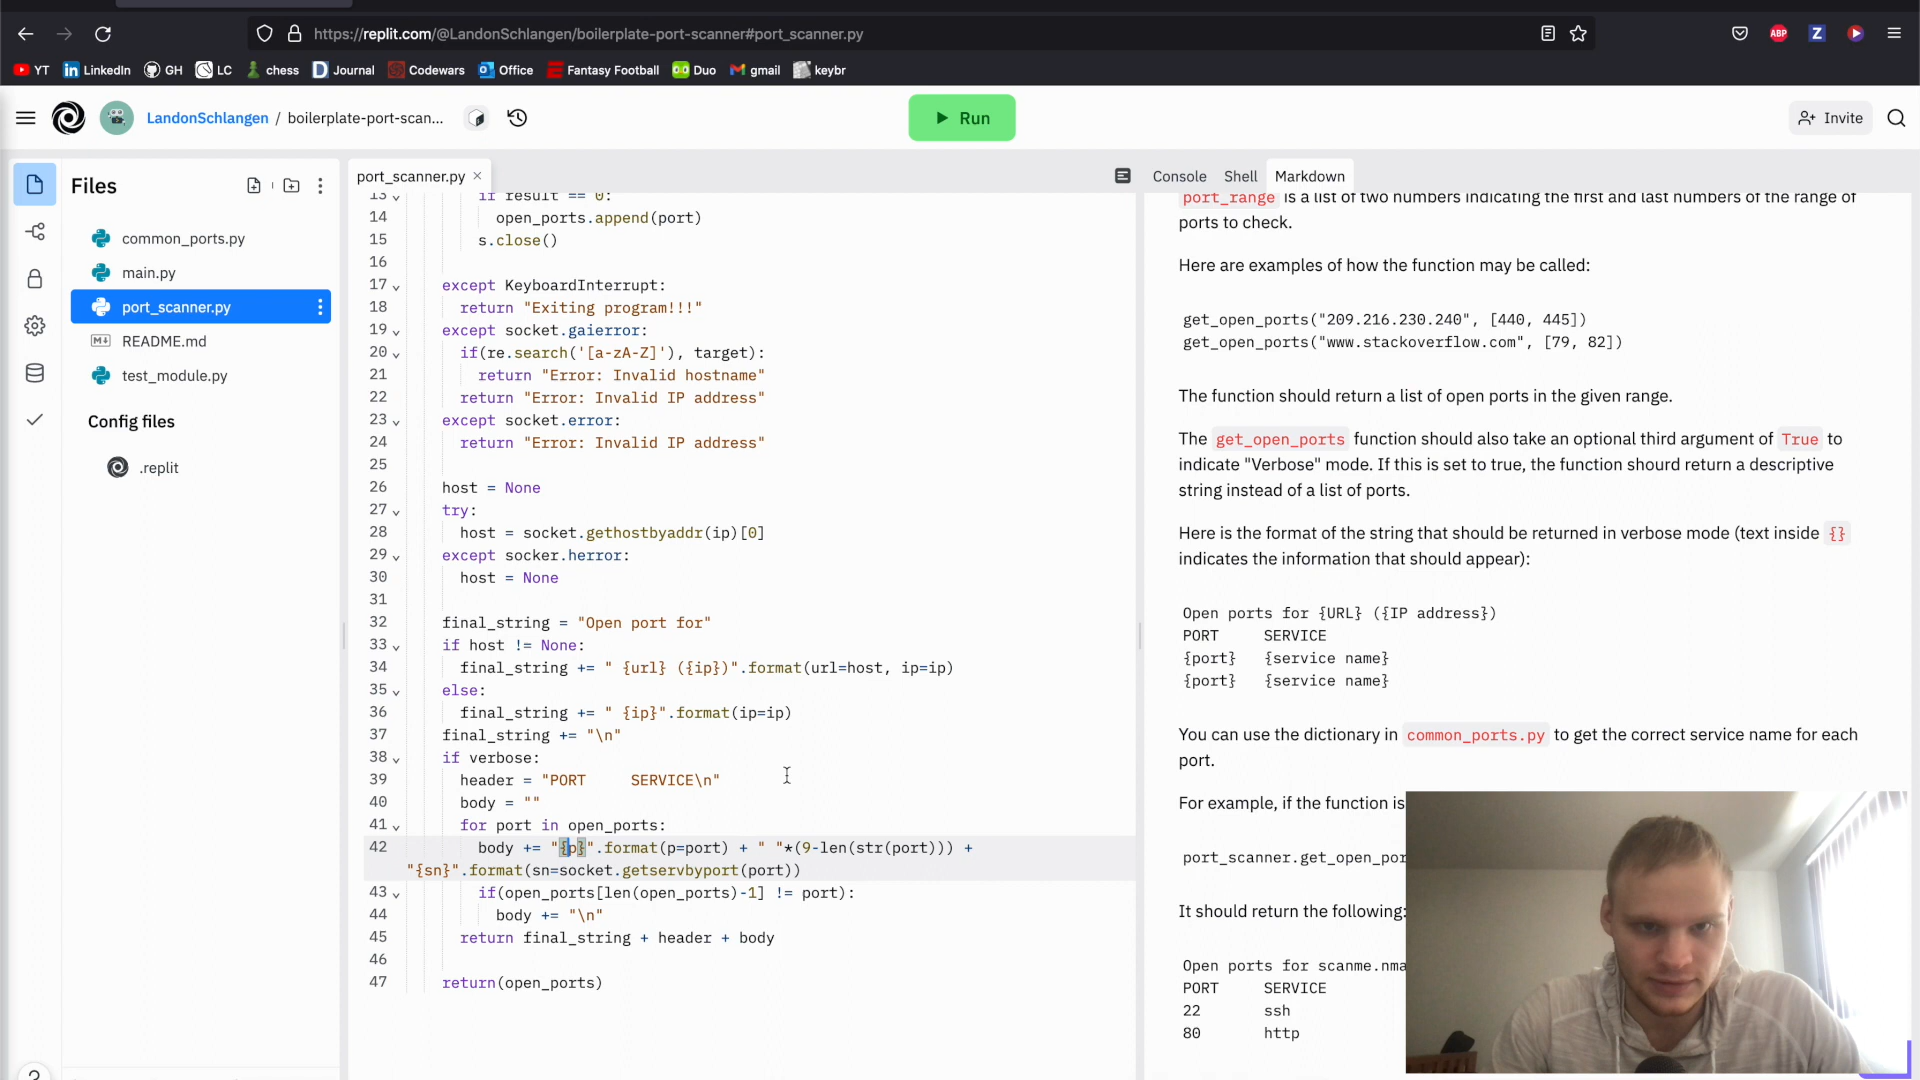 https://replit.com/@LandonSchlangen/boilerplate-port-scanner#port_scanner.py
ABP
Z
YT
LinkedIn
GH
LC
chess
Journal
Codewars
Office
Fantasy Football
Duo
gmail
keybr
LandonSchlangen / boilerplate-port-scan...
Run
Invite
Files
common_ports.py
main.py
port_scanner.py
README.md
test_module.py
Config files
.replit
port_scanner.py
13 if result == 0:
14 open_ports.append(port)
15 s.close()
16
17 except KeyboardInterrupt:
18 return "Exiting program!!!"
19 except socket.gaierror:
20 if(re.search('[a-zA-Z]'), target):
21 return "Error: Invalid hostname"
22 return "Error: Invalid IP address"
23 except socket.error:
24 return "Error: Invalid IP address"
25
26 host = None
27 try:
28 host = socket.gethostbyaddr(ip)[0]
29 except socker.herror:
30 host = None
31
32 final_string = "Open port for"
33 if host != None:
34 final_string += " {url} ({ip})".format(url=host, ip=ip)
35 else:
36 final_string += " {ip}".format(ip=ip)
37 final_string += "\n"
38 if verbose:
39 header = "PORT     SERVICE\n"
40 body = ""
41 for port in open_ports:
42 body += "{p}".format(p=port) + " "*(9-len(str(port))) +
"{sn}".format(sn=socket.getservbyport(port))
43 if(open_ports[len(open_ports)-1] != port):
44 body += "\n"
45 return final_string + header + body
46
47 return(open_ports)
Console
Shell
Markdown
port_range is a list of two numbers indicating the first and last numbers of the range of
ports to check.
Here are examples of how the function may be called:
get_open_ports("209.216.230.240", [440, 445])
get_open_ports("www.stackoverflow.com", [79, 82])
The function should return a list of open ports in the given range.
The get_open_ports function should also take an optional third argument of True to
indicate "Verbose" mode. If this is set to true, the function shourd return a descriptive
string instead of a list of ports.
Here is the format of the string that should be returned in verbose mode (text inside {}
indicates the information that should appear):
Open ports for {URL} ({IP address})
PORT     SERVICE
{port}   {service name}
{port}   {service name}
You can use the dictionary in common_ports.py to get the correct service name for each
port.
For example, if the function is
port_scanner.get_open_por
It should return the following:
Open ports for scanme.nma
PORT     SERVICE
22       ssh
80       http